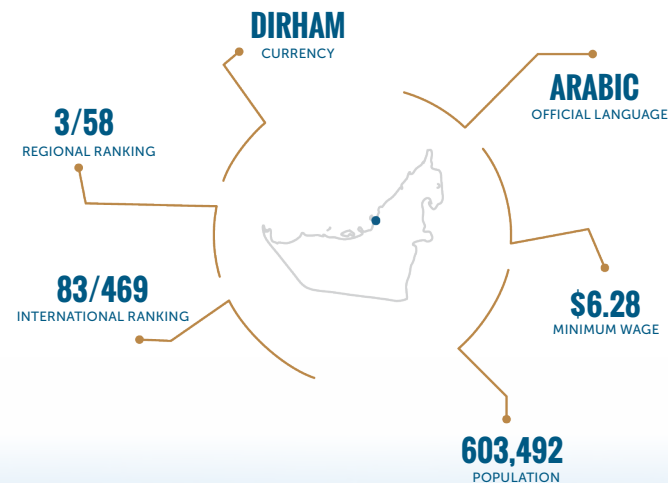 DIRHAM
CURRENCY
ARABIC
OFFICIAL LANGUAGE
3/58
REGIONAL RANKING
83/469
INTERNATIONAL RANKING
$6.28
MINIMUM WAGE
603,492
POPULATION